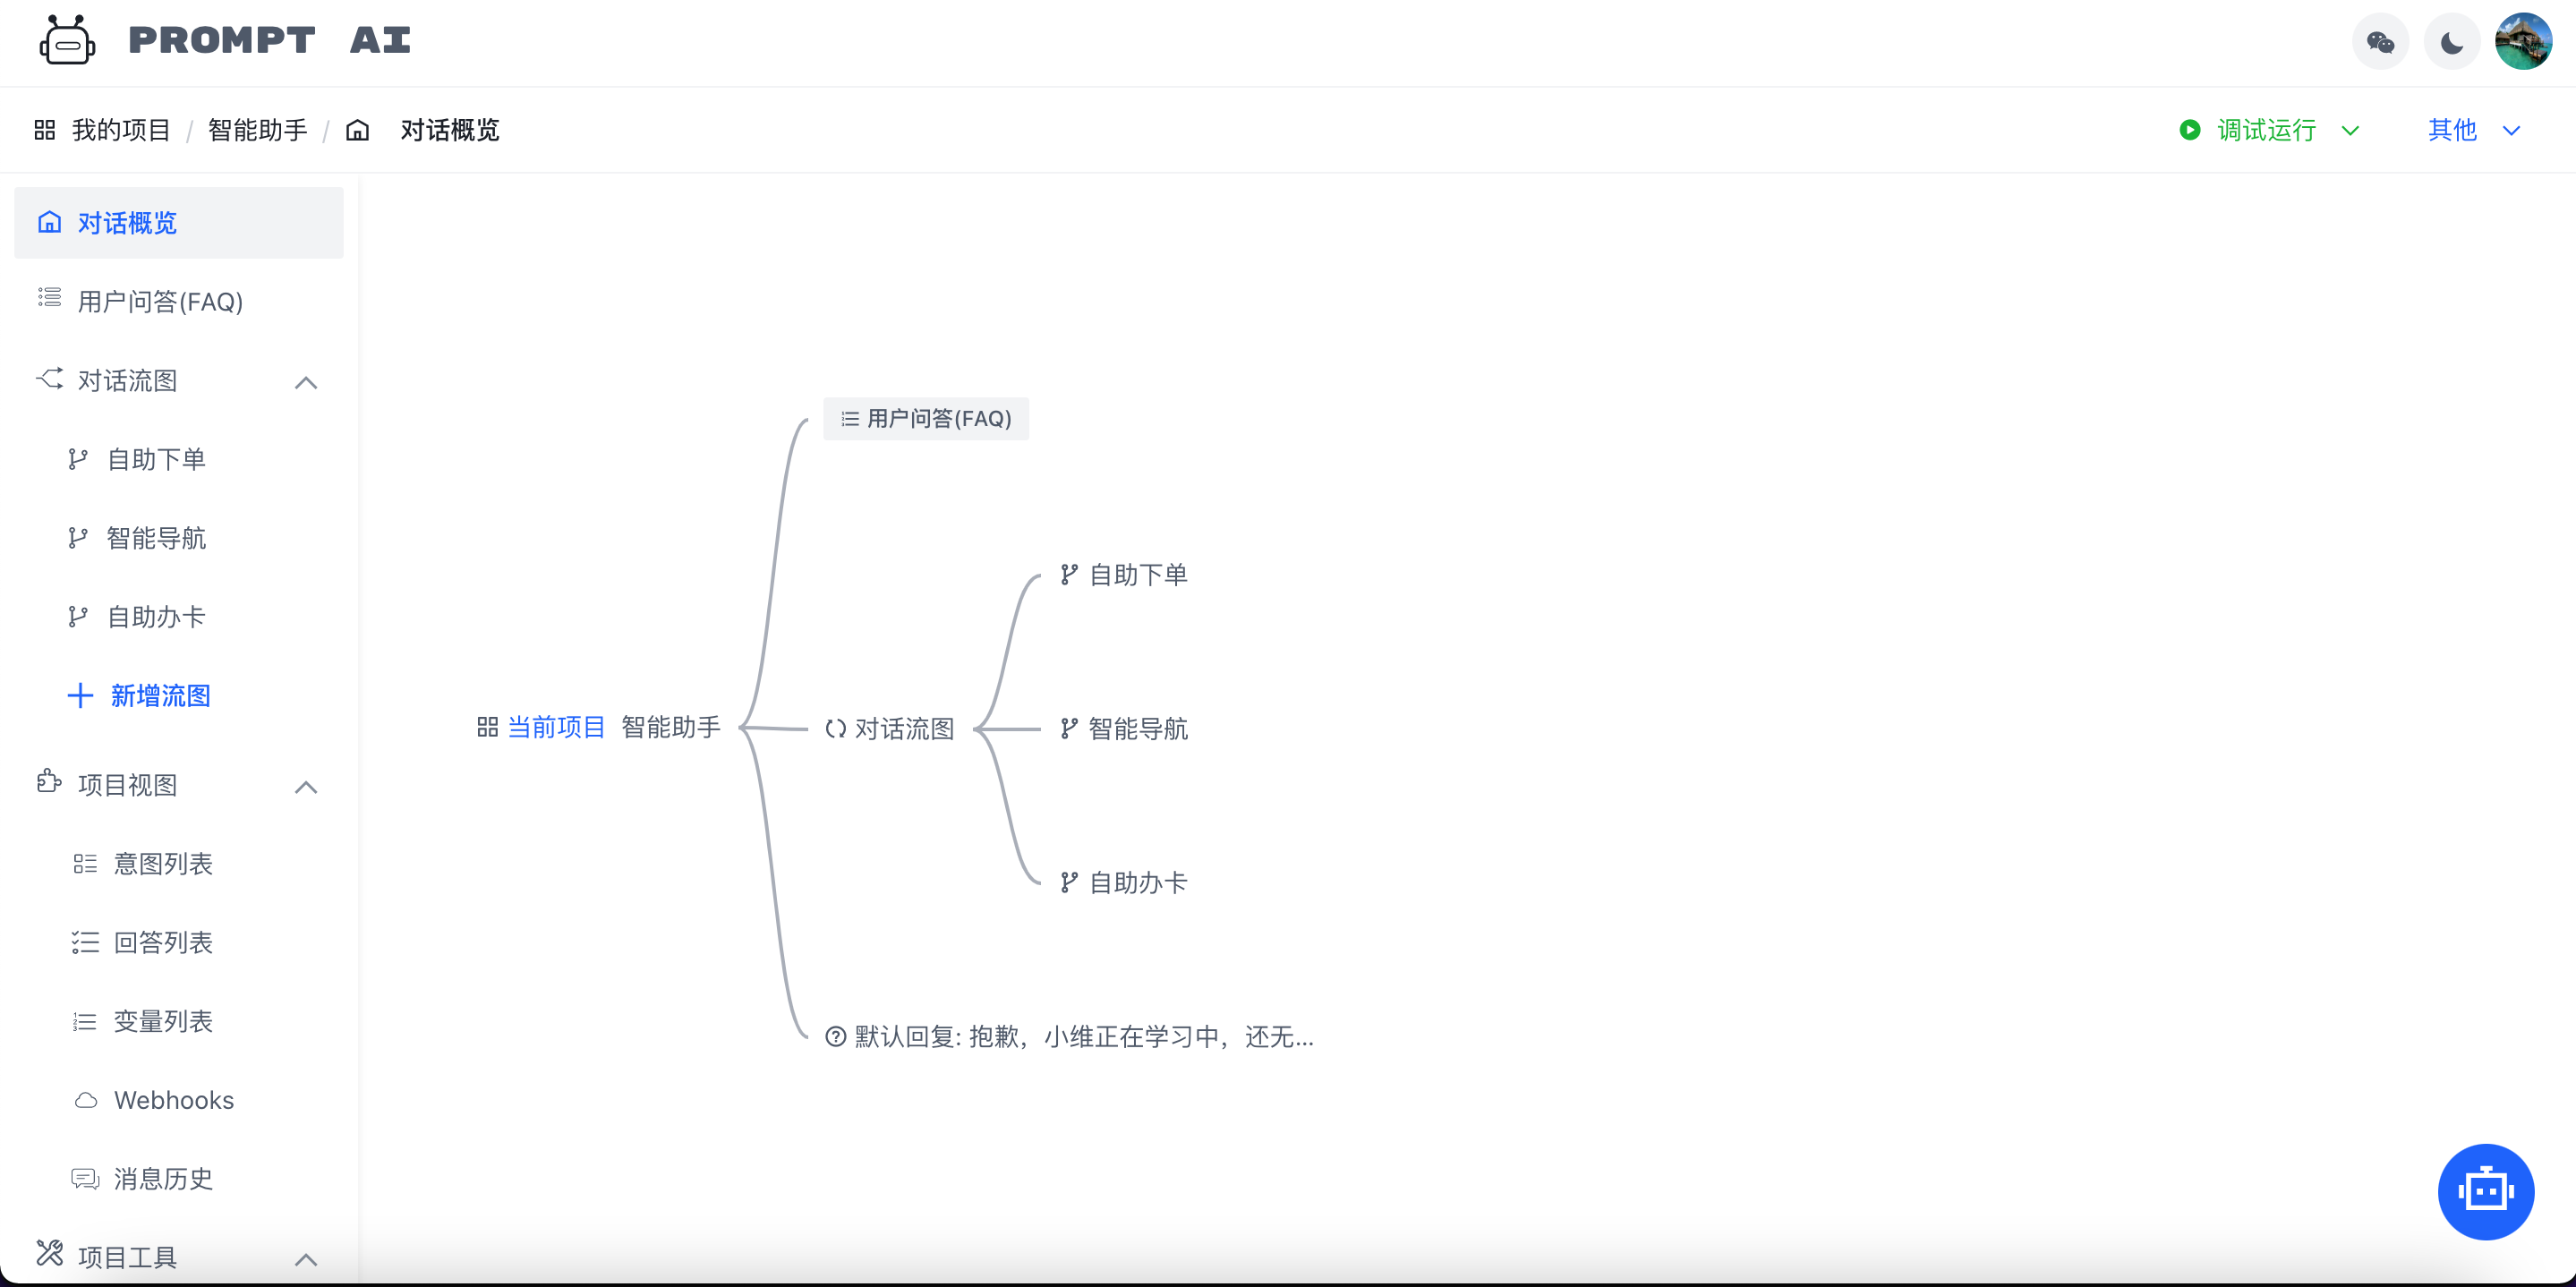 PROMPT AI
我的项目 / 智能助手 / 对话概览
调试运行
其他
对话概览
用户问答(FAQ)
对话流图
自助下单
智能导航
自助办卡
新增流图
项目视图
意图列表
回答列表
变量列表
Webhooks
消息历史
项目工具
用户问答(FAQ)
自助下单
当前项目 智能助手
对话流图
智能导航
自助办卡
默认回复: 抱歉，小维正在学习中，还无...